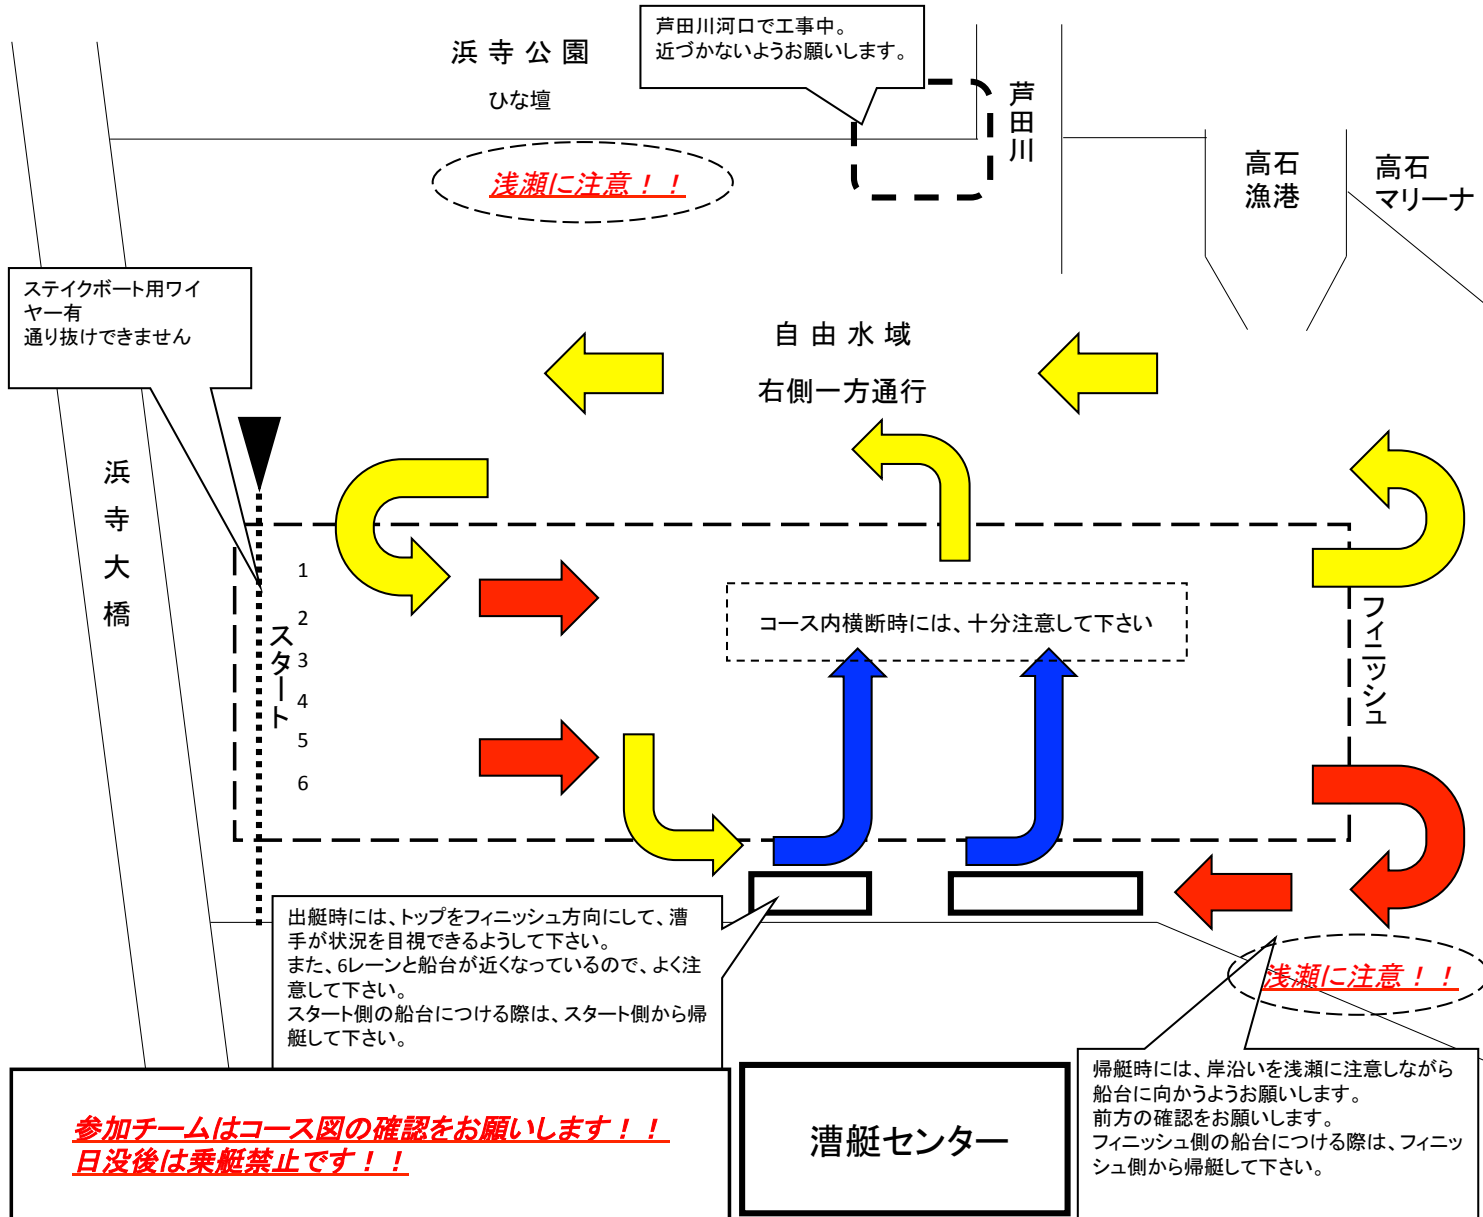 芦田川河口で工事中。
近づかないようお願いします。
浜寺公園
ひな壇
芦田川
高石
漁港
高石
マリーナ
浅瀬に注意！！
ステイクボート用ワイ
ヤー有
通り抜けできません
自由水域
右側一方通行
浜寺大橋
1
2
3
4
5
6
スタート
コース内横断時には、十分注意して下さい
フィニッシュ
出艇時には、トップをフィニッシュ方向にして、漕
手が状況を目視できるようして下さい。
また、6レーンと船台が近くなっているので、よく注
意して下さい。
スタート側の船台につける際は、スタート側から帰
艇して下さい。
浅瀬に注意！！
帰艇時には、岸沿いを浅瀬に注意しながら
船台に向かうようお願いします。
前方の確認をお願いします。
フィニッシュ側の船台につける際は、フィニッ
シュ側から帰艇して下さい。
参加チームはコース図の確認をお願いします！！
日没後は乗艇禁止です！！
漕艇センター